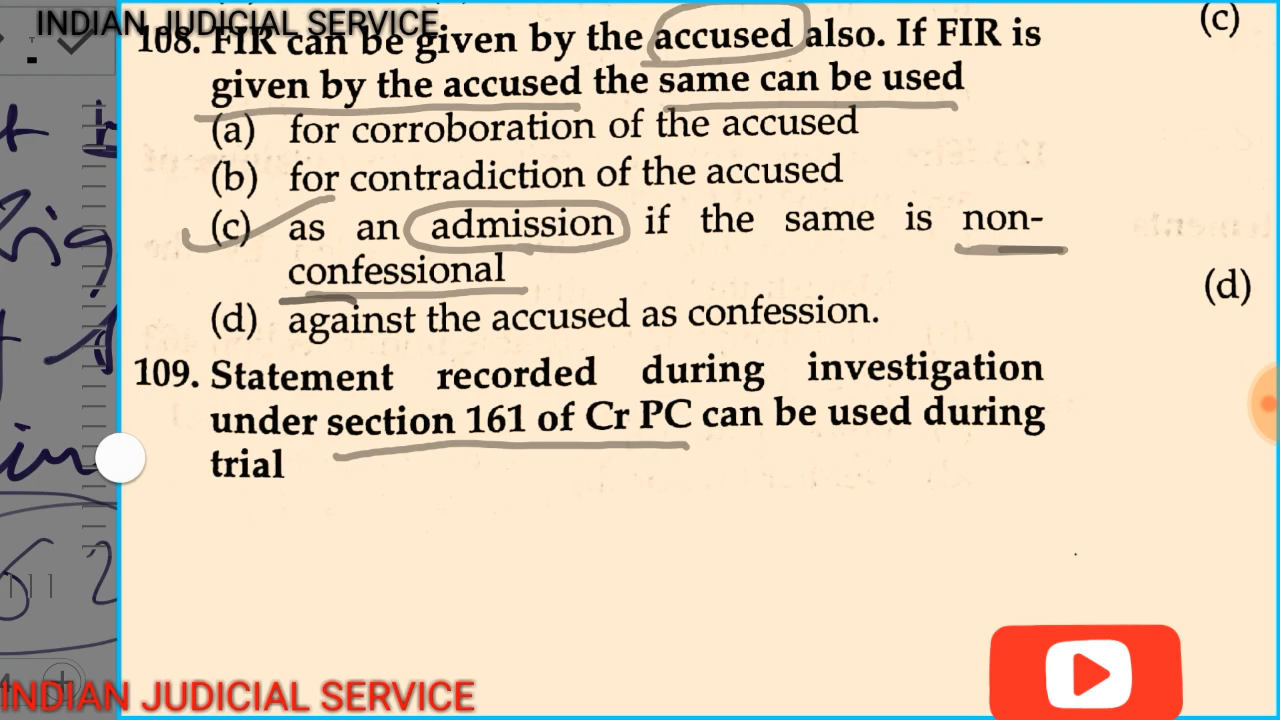 INDIAN JUDICIAL SERVICE
(c)
108. FIR can be given by the accused also. If FIR is
given by the accused the same can be used
(a) for corroboration of the accused
(b) for contradiction of the accused
(c) as an admission if the same is non-
confessional
(d)
(d) against the accused as confession.
109. Statement recorded during investigation
under section 161 of Cr PC can be used during
trial
INDIAN JUDICIAL SERVICE